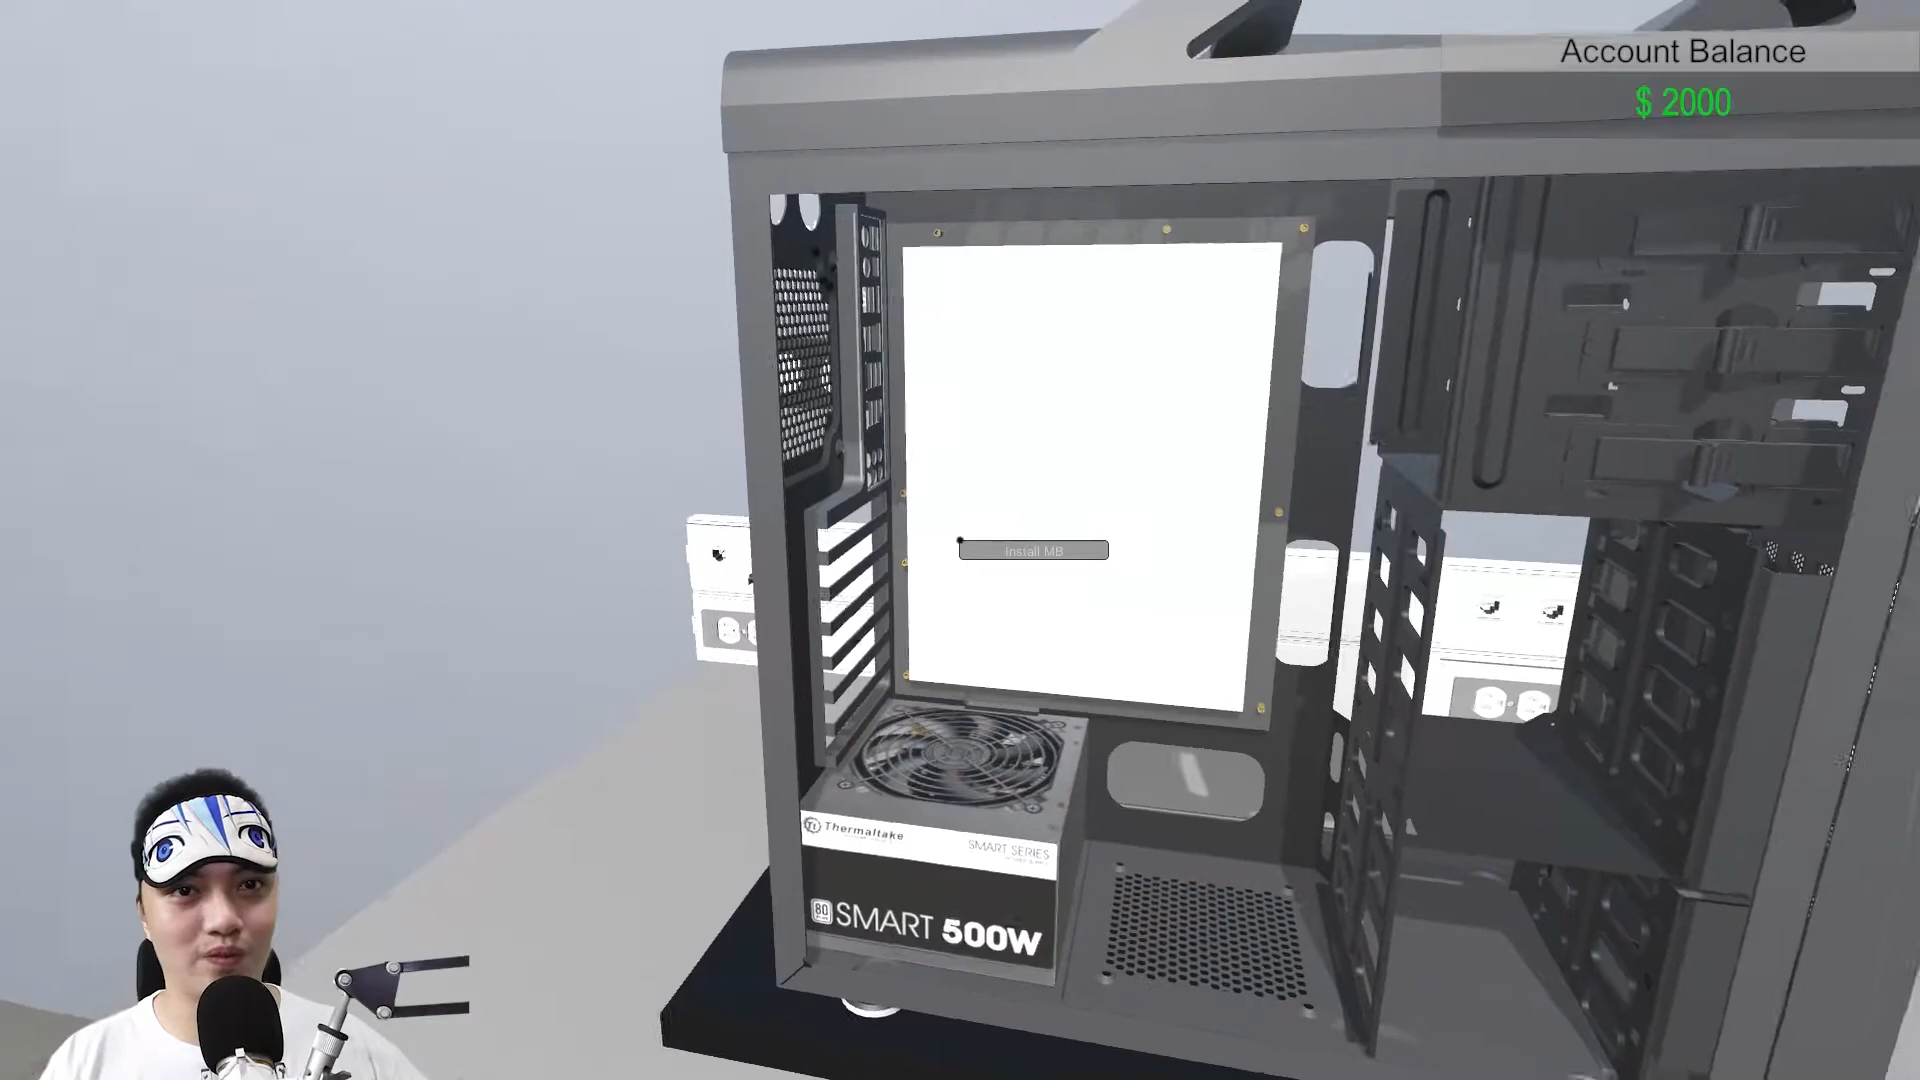 Account Balance
$ 2000
Install MB
Thermaltake
SMART SERIES
80
SMART 500W